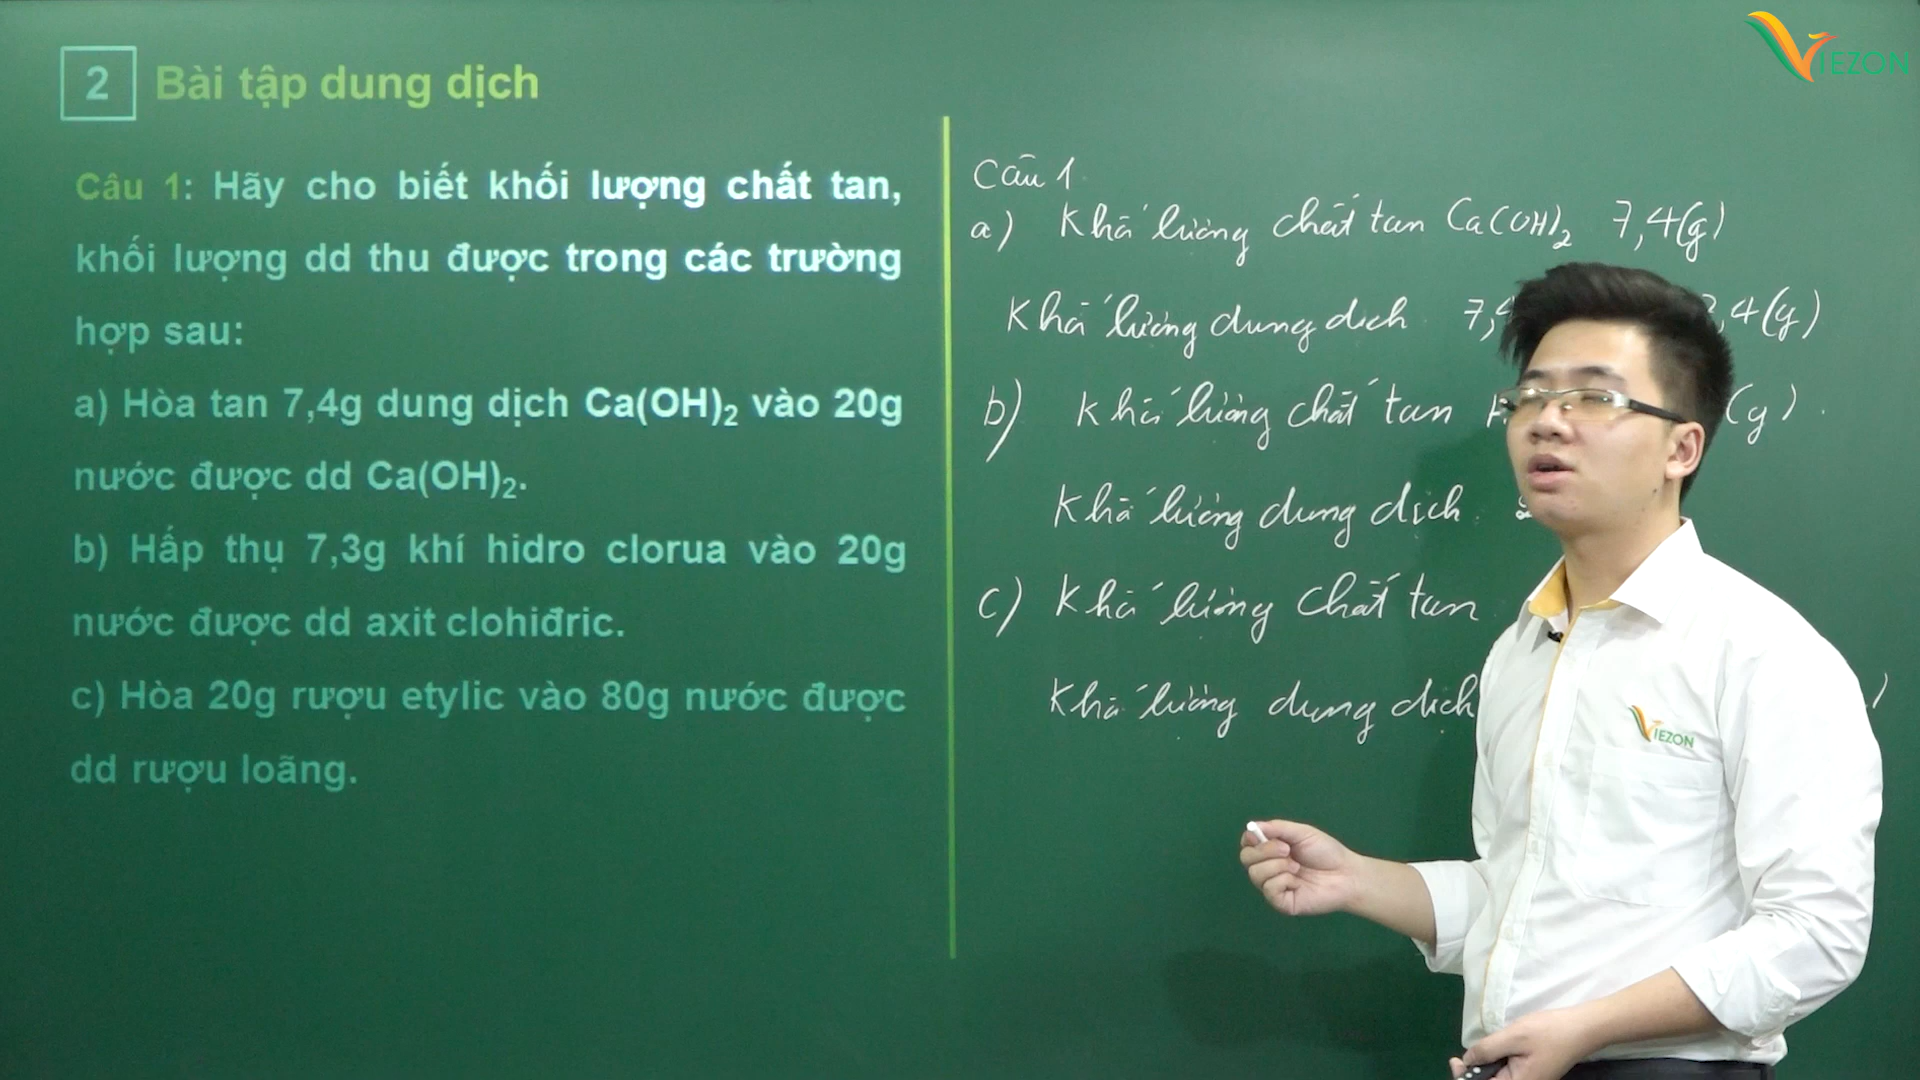 VIEZON
2 Bài tập dung dịch
Câu 1: Hãy cho biết khối lượng chất tan,
khối lượng dd thu được trong các trường
hợp sau:
a) Hòa tan 7,4g dung dịch Ca(OH)₂ vào 20g
nước được dd Ca(OH)₂.
b) Hấp thụ 7,3g khí hidro clorua vào 20g
nước được dd axit clohiđric.
c) Hòa 20g rượu etylic vào 80g nước được
dd rượu loãng.
Câu 1
a) Khối lượng chất tan Ca(OH)₂ 7,4(g)
Khối lượng dung dịch 7,4(g)
b) Khối lượng chất tan (g).
Khối lượng dung dịch
c) Khối lượng chất tan
Khối lượng dung dịch
VIEZON